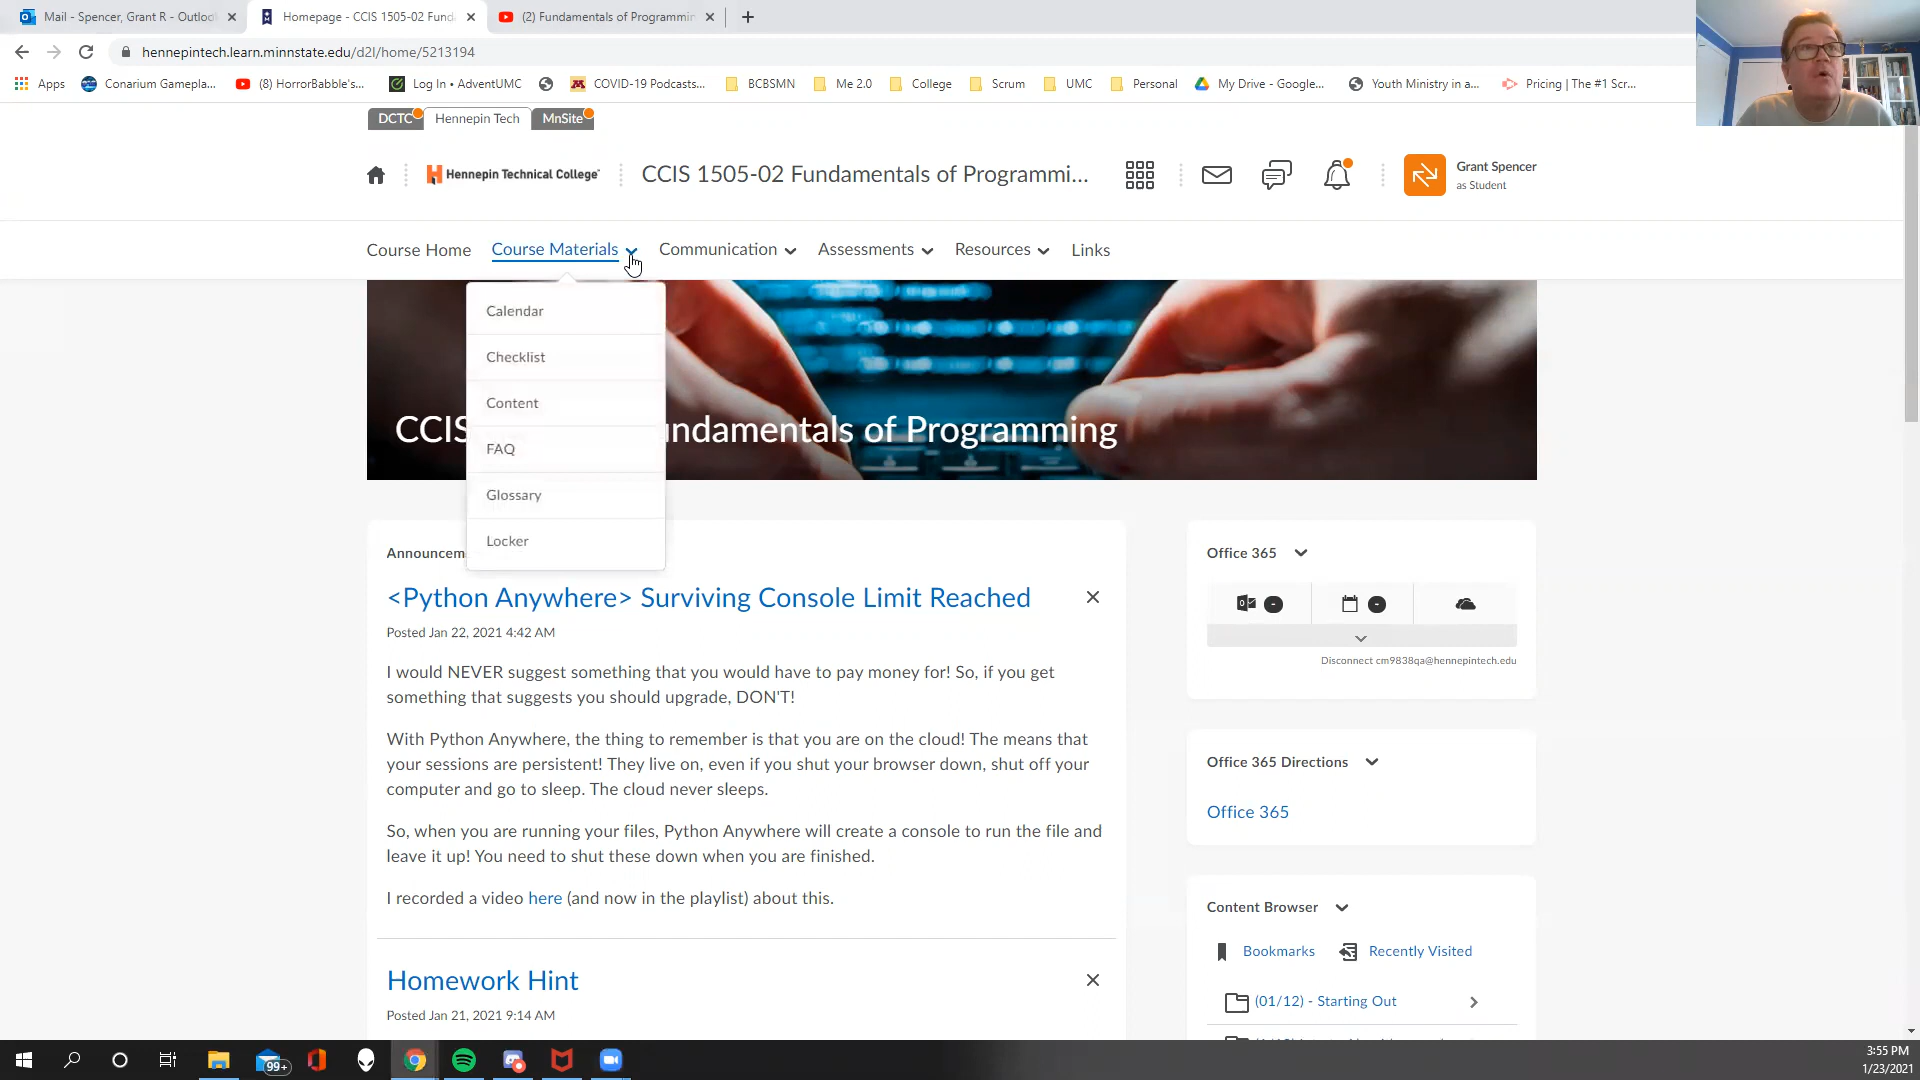 Mail - Spencer, Grant R - Outlook
Homepage - CCIS 1505-02 Fund
(2) Fundamentals of Programmin
hennepintech.learn.minnstate.edu/d2l/home/5213194
Apps
Conarium Gamepla...
(8) HorrorBabble's...
Log In • AdventUMC
COVID-19 Podcasts...
BCBSMN
Me 2.0
College
Scrum
UMC
Personal
My Drive - Google...
Youth Ministry in a...
Pricing | The #1 Scr...
DCTC
Hennepin Tech
MnSite
Hennepin Technical College
CCIS 1505-02 Fundamentals of Programmi...
Grant Spencer
as Student
Course Home
Course Materials
Communication
Assessments
Resources
Links
Calendar
Checklist
Content
FAQ
Glossary
Locker
CCIS
undamentals of Programming
Announcem
<Python Anywhere> Surviving Console Limit Reached
Posted Jan 22, 2021 4:42 AM
I would NEVER suggest something that you would have to pay money for! So, if you get
something that suggests you should upgrade, DON'T!
With Python Anywhere, the thing to remember is that you are on the cloud! The means that
your sessions are persistent! They live on, even if you shut your browser down, shut off your
computer and go to sleep. The cloud never sleeps.
So, when you are running your files, Python Anywhere will create a console to run the file and
leave it up! You need to shut these down when you are finished.
I recorded a video here (and now in the playlist) about this.
Homework Hint
Posted Jan 21, 2021 9:14 AM
Office 365
Disconnect cm9838qa@hennepintech.edu
Office 365 Directions
Office 365
Content Browser
Bookmarks
Recently Visited
(01/12) - Starting Out
99+
3:55 PM
1/23/2021